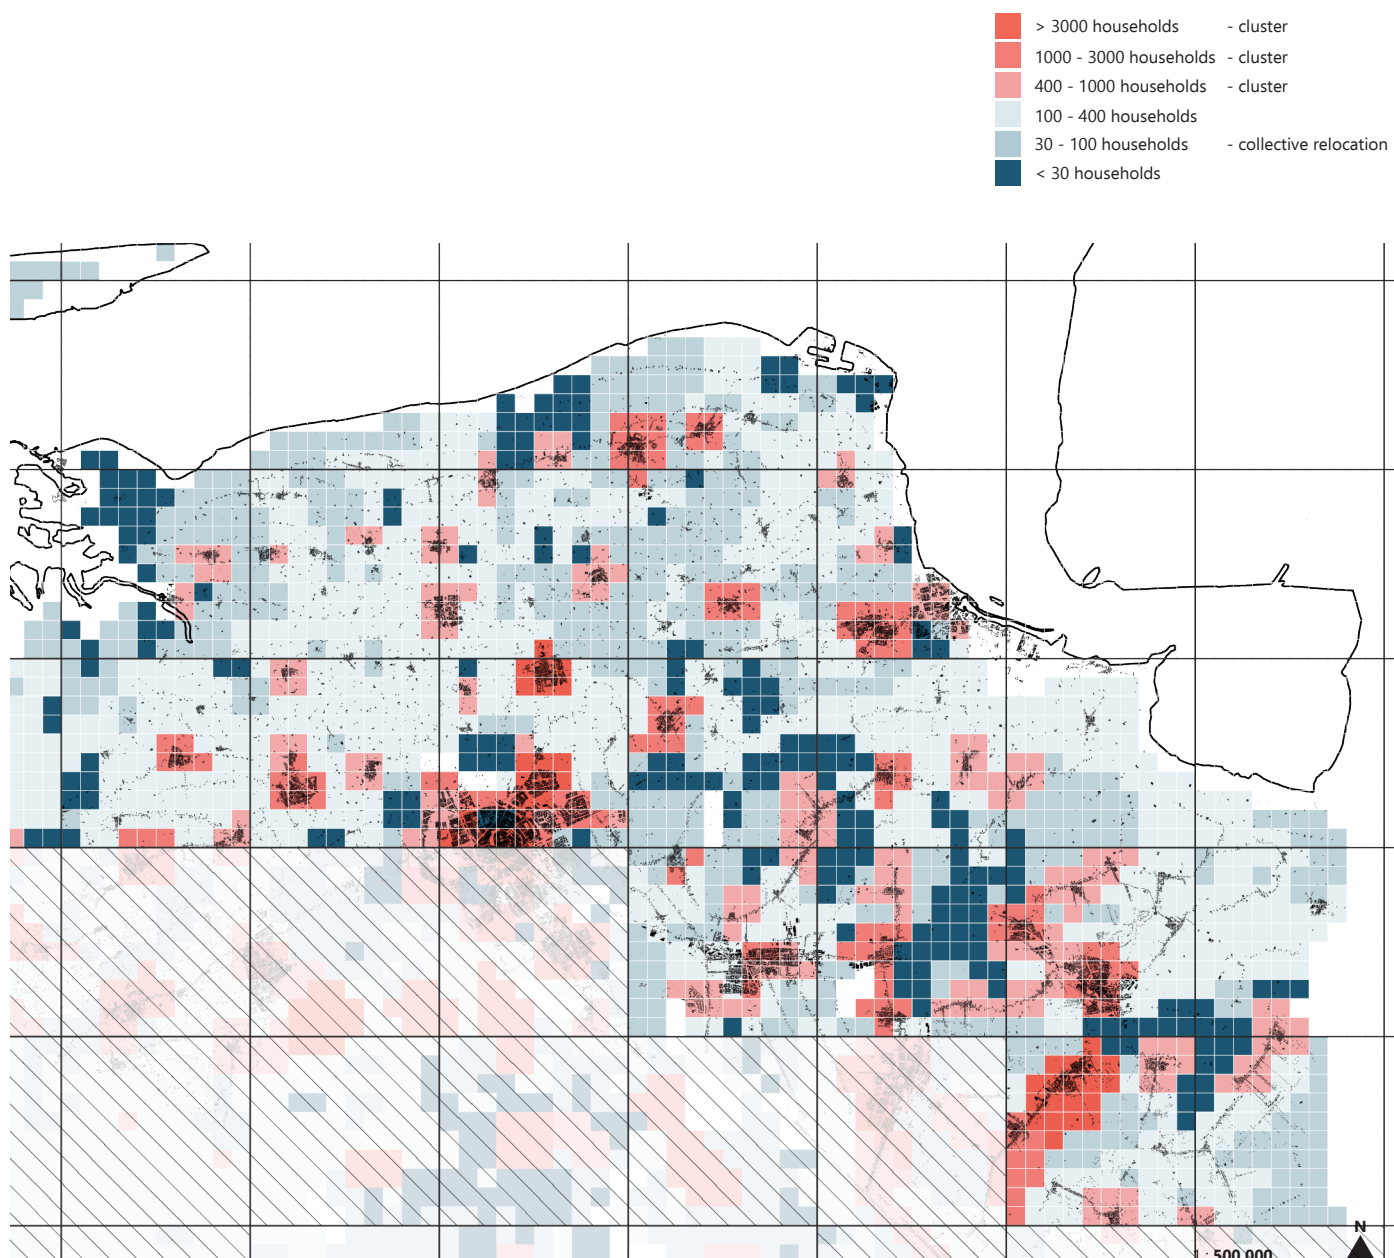 > 3000 households - cluster
1000 - 3000 households - cluster
400 - 1000 households - cluster
100 - 400 households
30 - 100 households - collective relocation
< 30 households
N
: 500 000